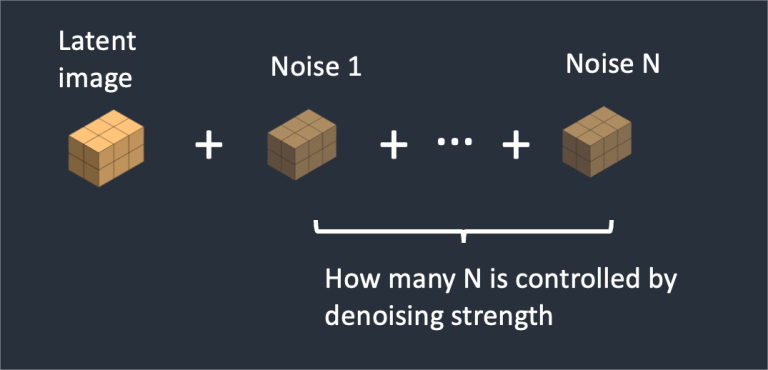 Latent
image
Noise 1
Noise N
+
+
...
+
How many N is controlled by
denoising strength